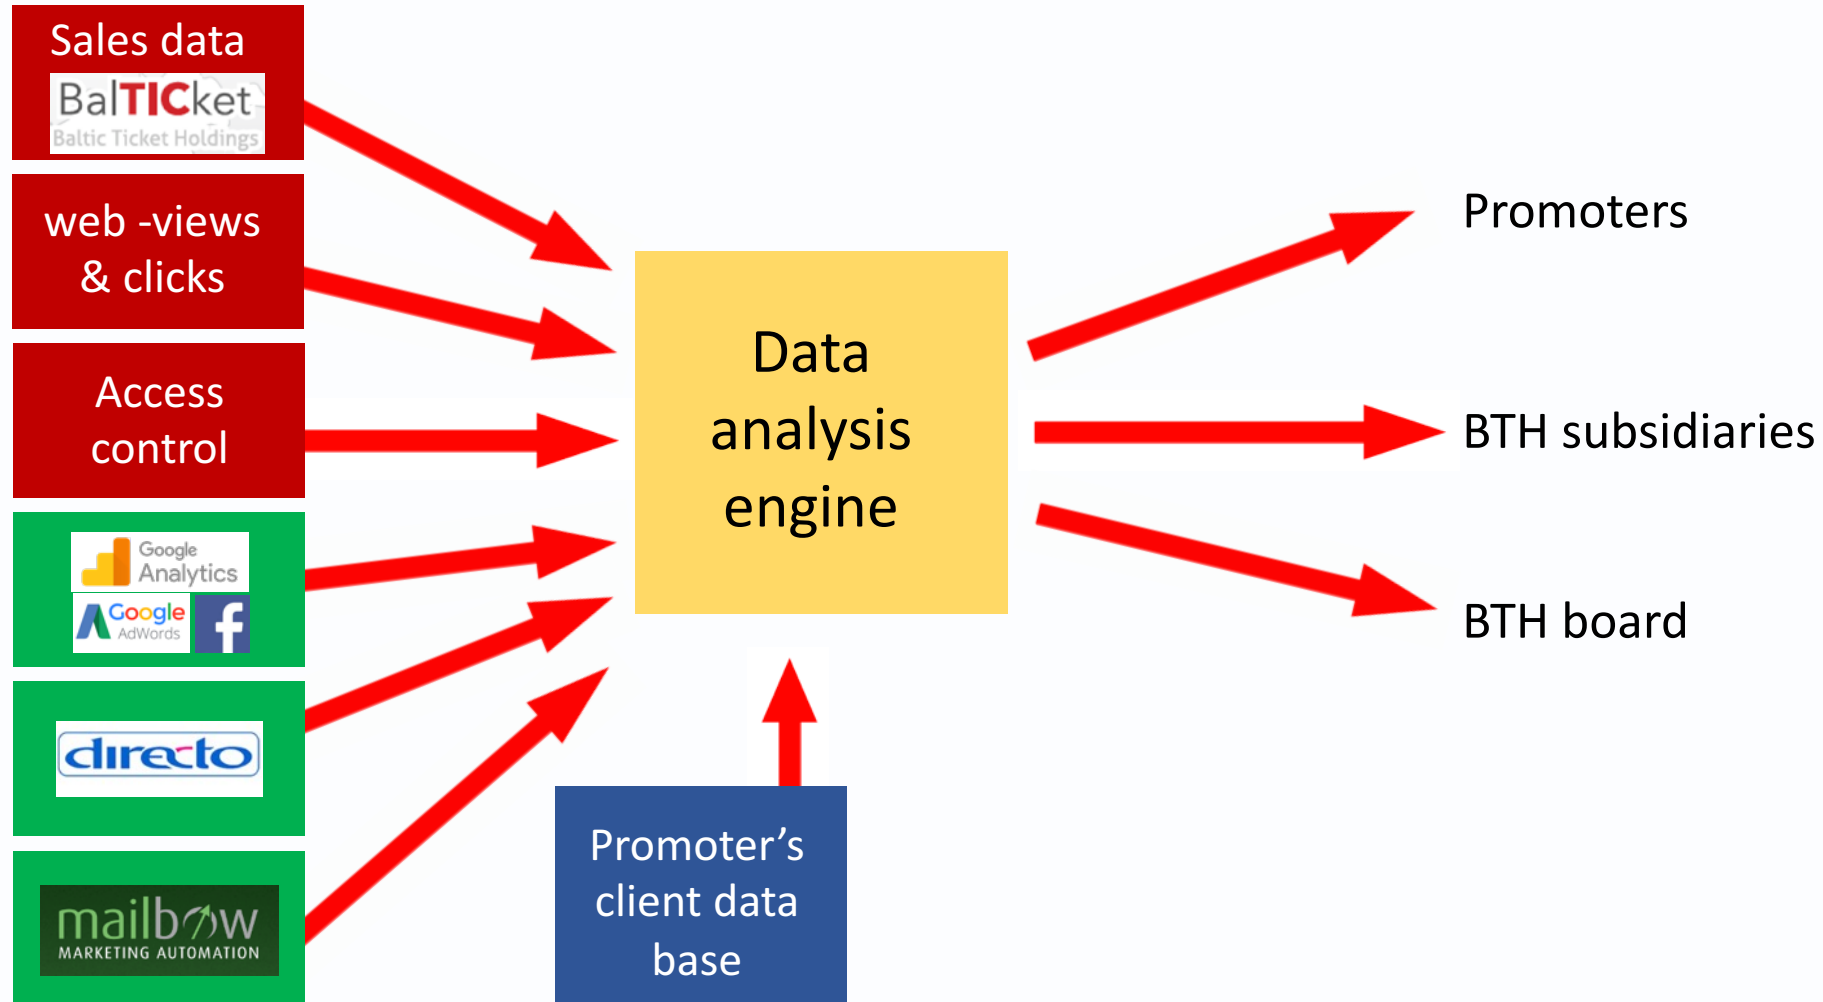 Sales data
BalTICket
Baltic Ticket Holdings
web -views
& clicks
Access
control
Google
Analytics
Google
AdWords
f
directo
mailbow
MARKETING AUTOMATION
Data
analysis
engine
Promoter’s
client data
base
Promoters
BTH subsidiaries
BTH board